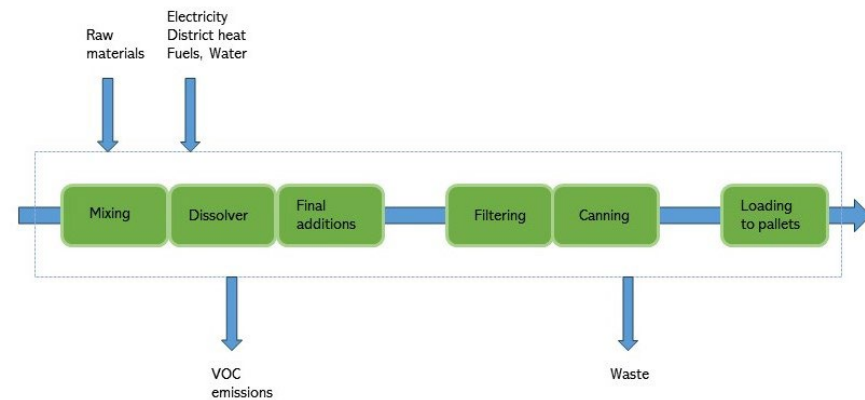 Raw
materials
Electricity
District heat
Fuels, Water
Mixing
Dissolver
Final
additions
Filtering
Canning
Loading
to pallets
VOC
emissions
Waste